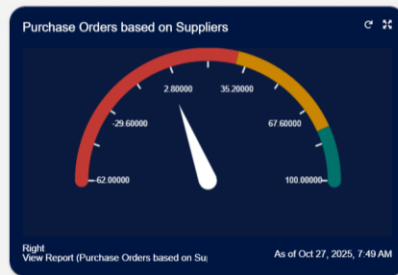 Purchase Orders based on Suppliers
2.80000
35.20000
-29.60000
67.60000
-62.00000
100.00000
Right
View Report (Purchase Orders based on Sup
As of Oct 27, 2025, 7:49 AM